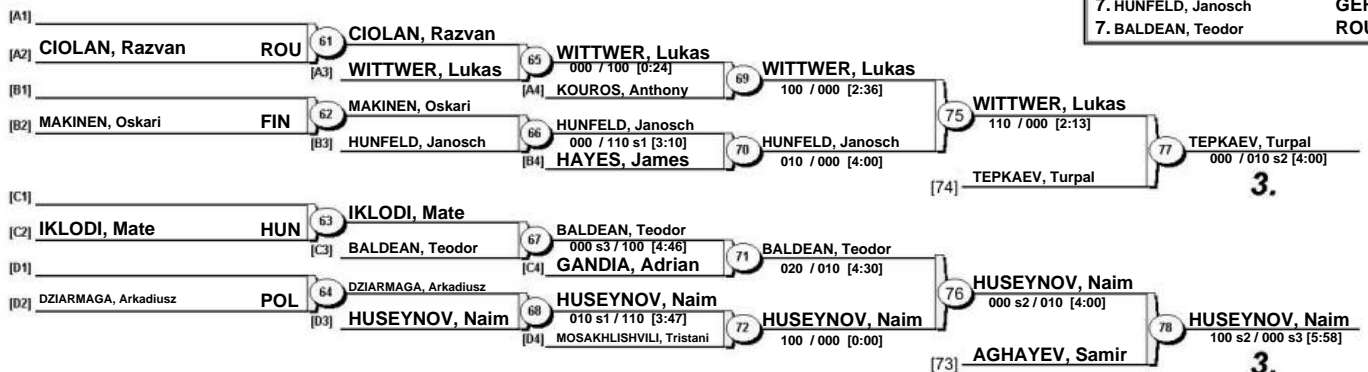 7. HUNFELD, Janosch
7. BALDEAN, Teodor
[A1]
[A2] CIOLAN, Razvan ROU 61 CIOLAN, Razvan
[A3] WITTWER, Lukas 65 WITTWER, Lukas
000 / 100 [0:24]
[A4] KOUROS, Anthony 69 WITTWER, Lukas
100 / 000 [2:36]
[B1]
[B2] MAKINEN, Oskari FIN 62 MAKINEN, Oskari
[B3] HUNFELD, Janosch 66 HUNFELD, Janosch
000 / 110 s1 [3:10]
[B4] HAYES, James 70 HUNFELD, Janosch
010 / 000 [4:00]
75 WITTWER, Lukas
110 / 000 [2:13]
[74] TEPKAEV, Turpal 77 TEPKAEV, Turpal
000 / 010 s2 [4:00]
3.
[C1]
[C2] IKLODI, Mate HUN 63 IKLODI, Mate
[C3] BALDEAN, Teodor 67 BALDEAN, Teodor
000 s3 / 100 [4:46]
[C4] GANDIA, Adrian 71 BALDEAN, Teodor
020 / 010 [4:30]
[D1]
[D2] DZIARMAGA, Arkadiusz POL 64 DZIARMAGA, Arkadiusz
[D3] HUSEYNOV, Naim 68 HUSEYNOV, Naim
010 s1 / 110 [3:47]
[D4] MOSAKHLISHVILI, Tristani 72 HUSEYNOV, Naim
100 / 000 [0:00]
76 HUSEYNOV, Naim
000 s2 / 010 [4:00]
[73] AGHAYEV, Samir 78 HUSEYNOV, Naim
100 s2 / 000 s3 [5:58]
3.